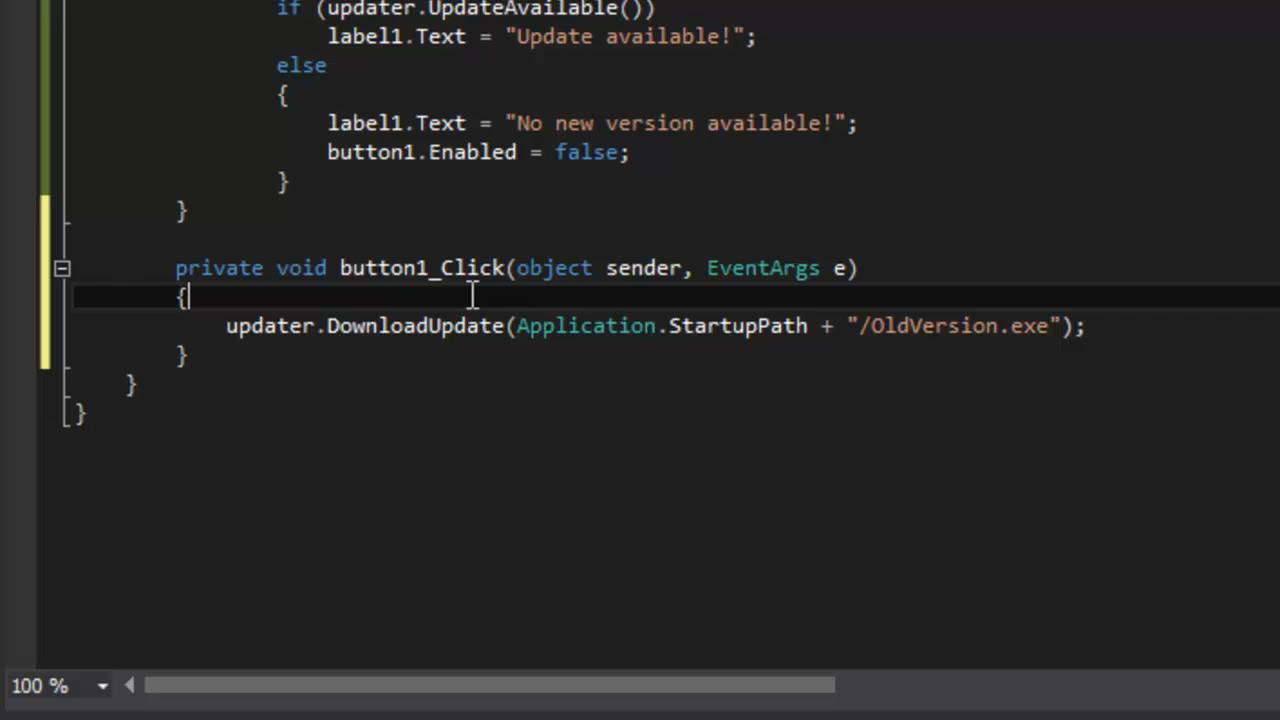 if (updater.UpdateAvailable())
label1.Text = "Update available!";
else
{
label1.Text = "No new version available!";
button1.Enabled = false;
}
}
private void button1_Click(object sender, EventArgs e)
{
updater.DownloadUpdate(Application.StartupPath + "/OldVersion.exe");
}
}
}
100 %